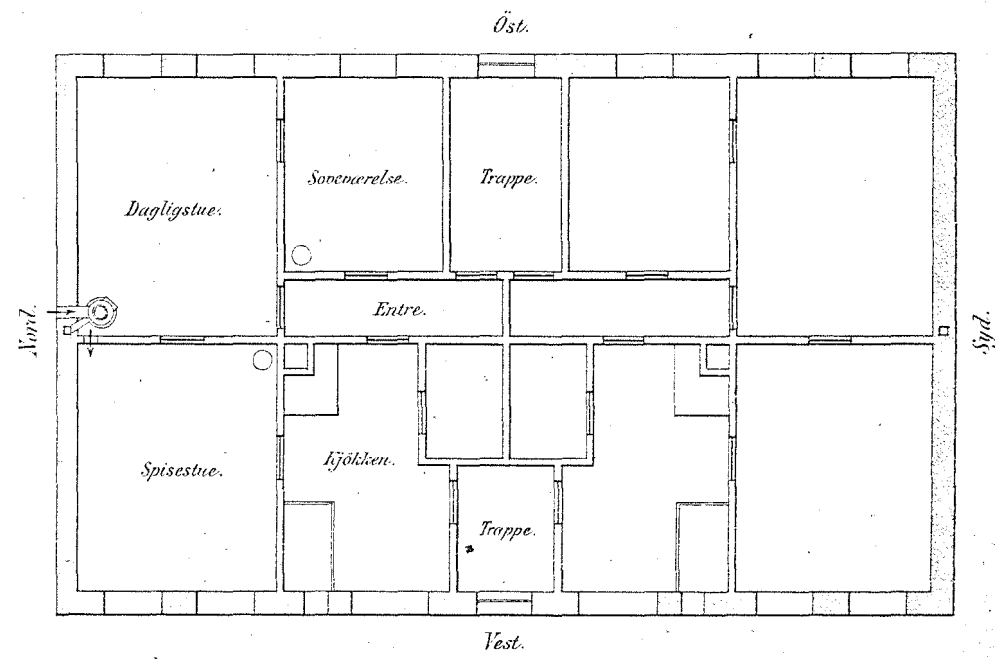 Öst.
Soveværelse.
Trappe.
Dagligstue.
Entre.
Nord.
Syd.
Kjökken.
Spisestue.
Trappe.
Vest.